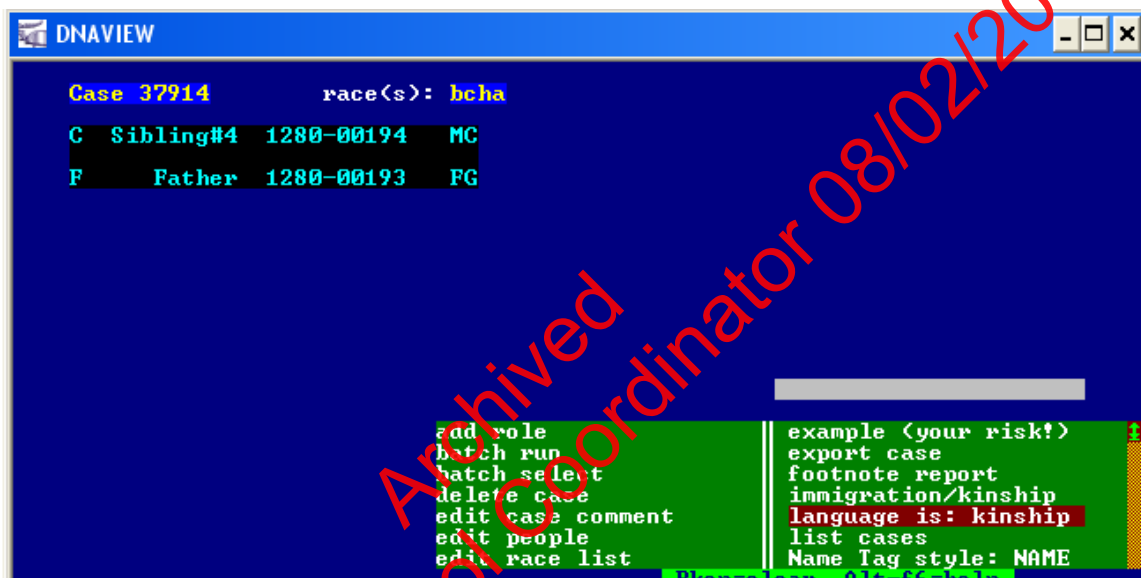 DNAVIEW
Case 37914 race(s): bcha
C Sibling#4 1280-00194 MC
F Father 1280-00193 FG
add role
batch run
batch select
delete case
edit case comment
edit people
edit race list
example (your risk!)
export case
footnote report
immigration/kinship
language is: kinship
list cases
Name Tag style: NAME
Archived
Coordinator 08/02/20